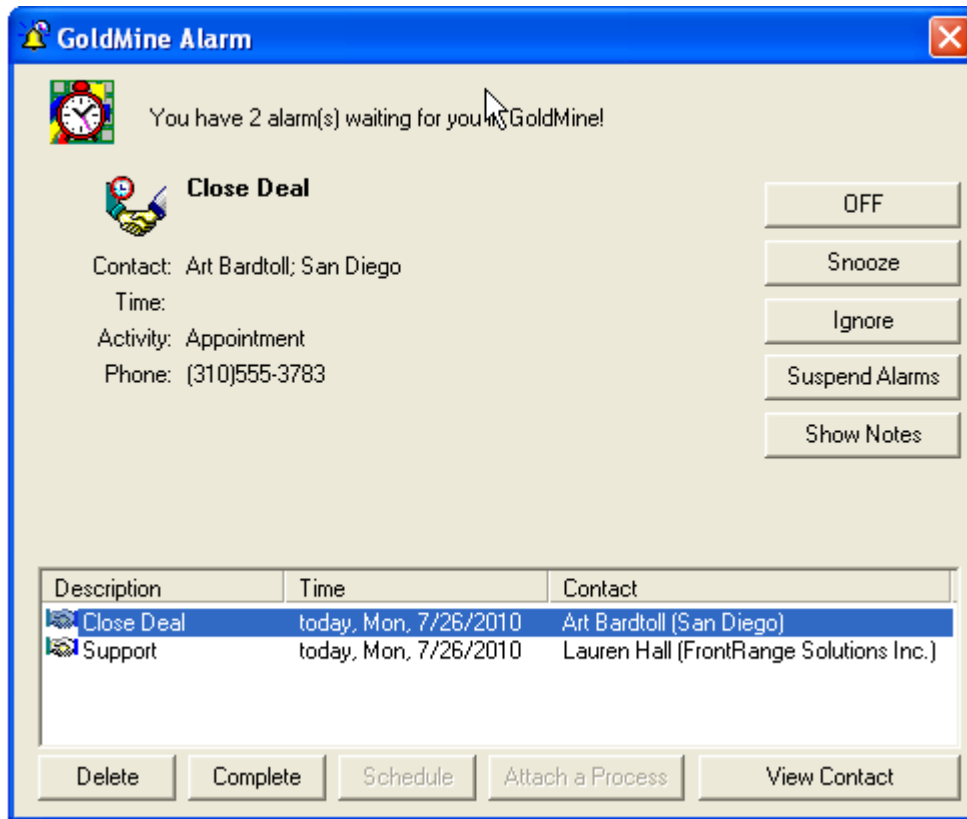 GoldMine Alarm
You have 2 alarm(s) waiting for you in GoldMine!
Close Deal
Contact: Art Bardtoll; San Diego
Time:
Activity: Appointment
Phone: (310)555-3783
OFF
Snooze
Ignore
Suspend Alarms
Show Notes
Description Time Contact
Close Deal today, Mon, 7/26/2010 Art Bardtoll (San Diego)
Support today, Mon, 7/26/2010 Lauren Hall (FrontRange Solutions Inc.)
Delete Complete Schedule Attach a Process View Contact